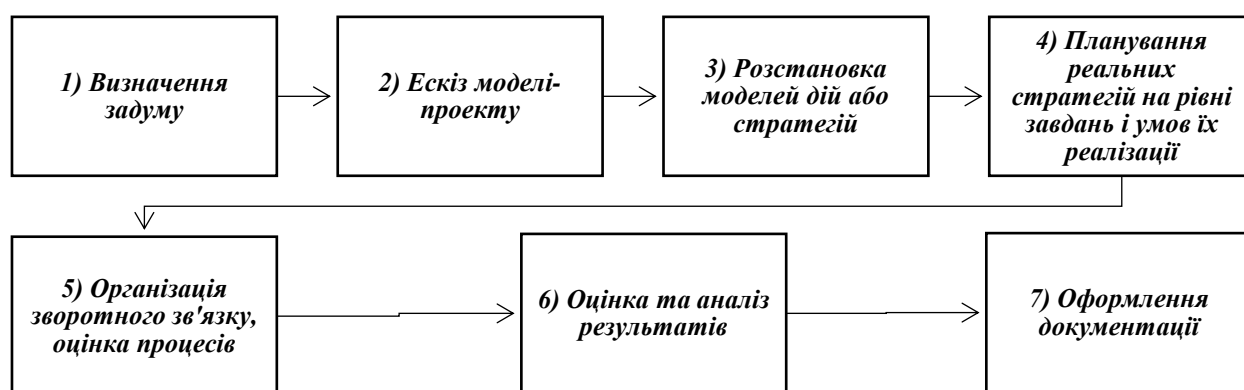 1) Визначення
задуму
2) Ескіз моделі-
проекту
3) Розстановка
моделей дій або
стратегій
4) Планування
реальних
стратегій на рівні
завдань і умов їх
реалізації
5) Організація
зворотного зв'язку,
оцінка процесів
6) Оцінка та аналіз
результатів
7) Оформлення
документації